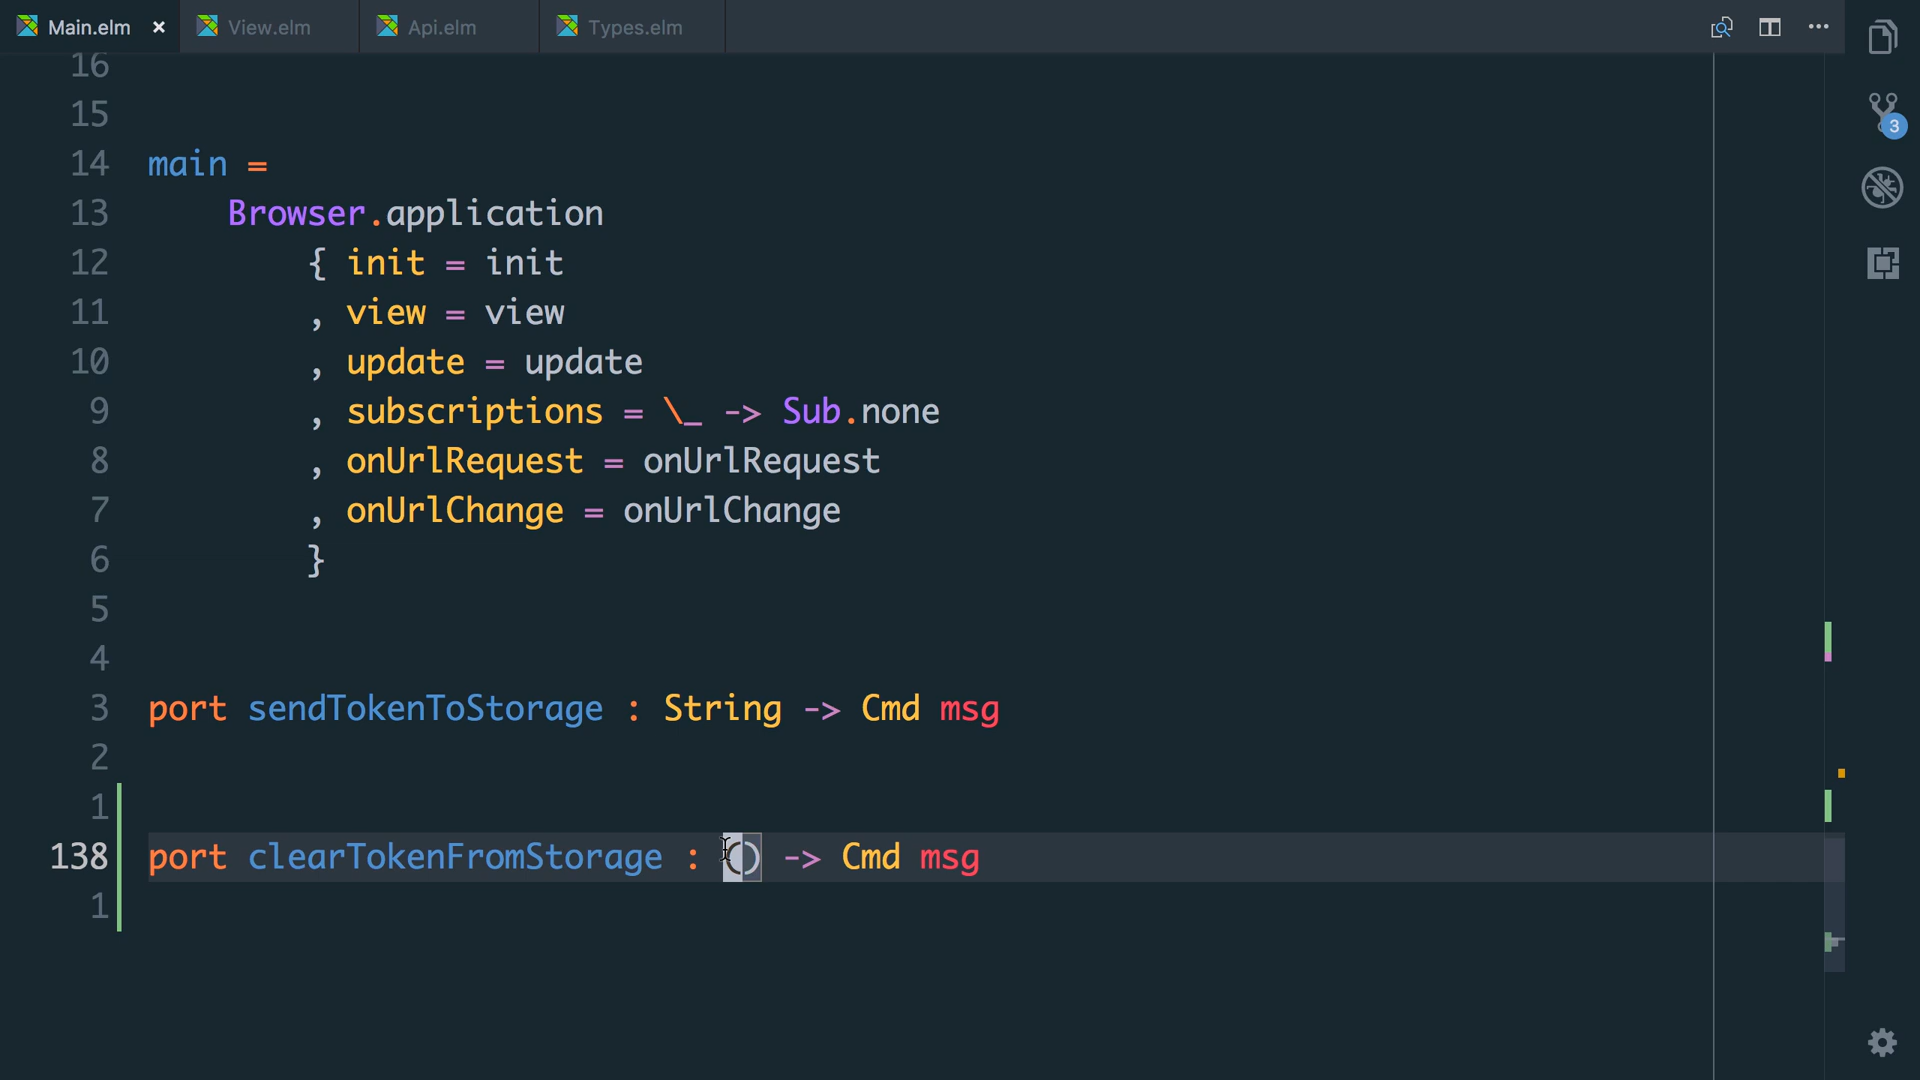 Main.elm × View.elm Api.elm Types.elm
16
15
14 main =
13 Browser.application
12 { init = init
11 , view = view
10 , update = update
9 , subscriptions = \_ -> Sub.none
8 , onUrlRequest = onUrlRequest
7 , onUrlChange = onUrlChange
6 }
5
4
3 port sendTokenToStorage : String -> Cmd msg
2
1
138 port clearTokenFromStorage : () -> Cmd msg
1
3